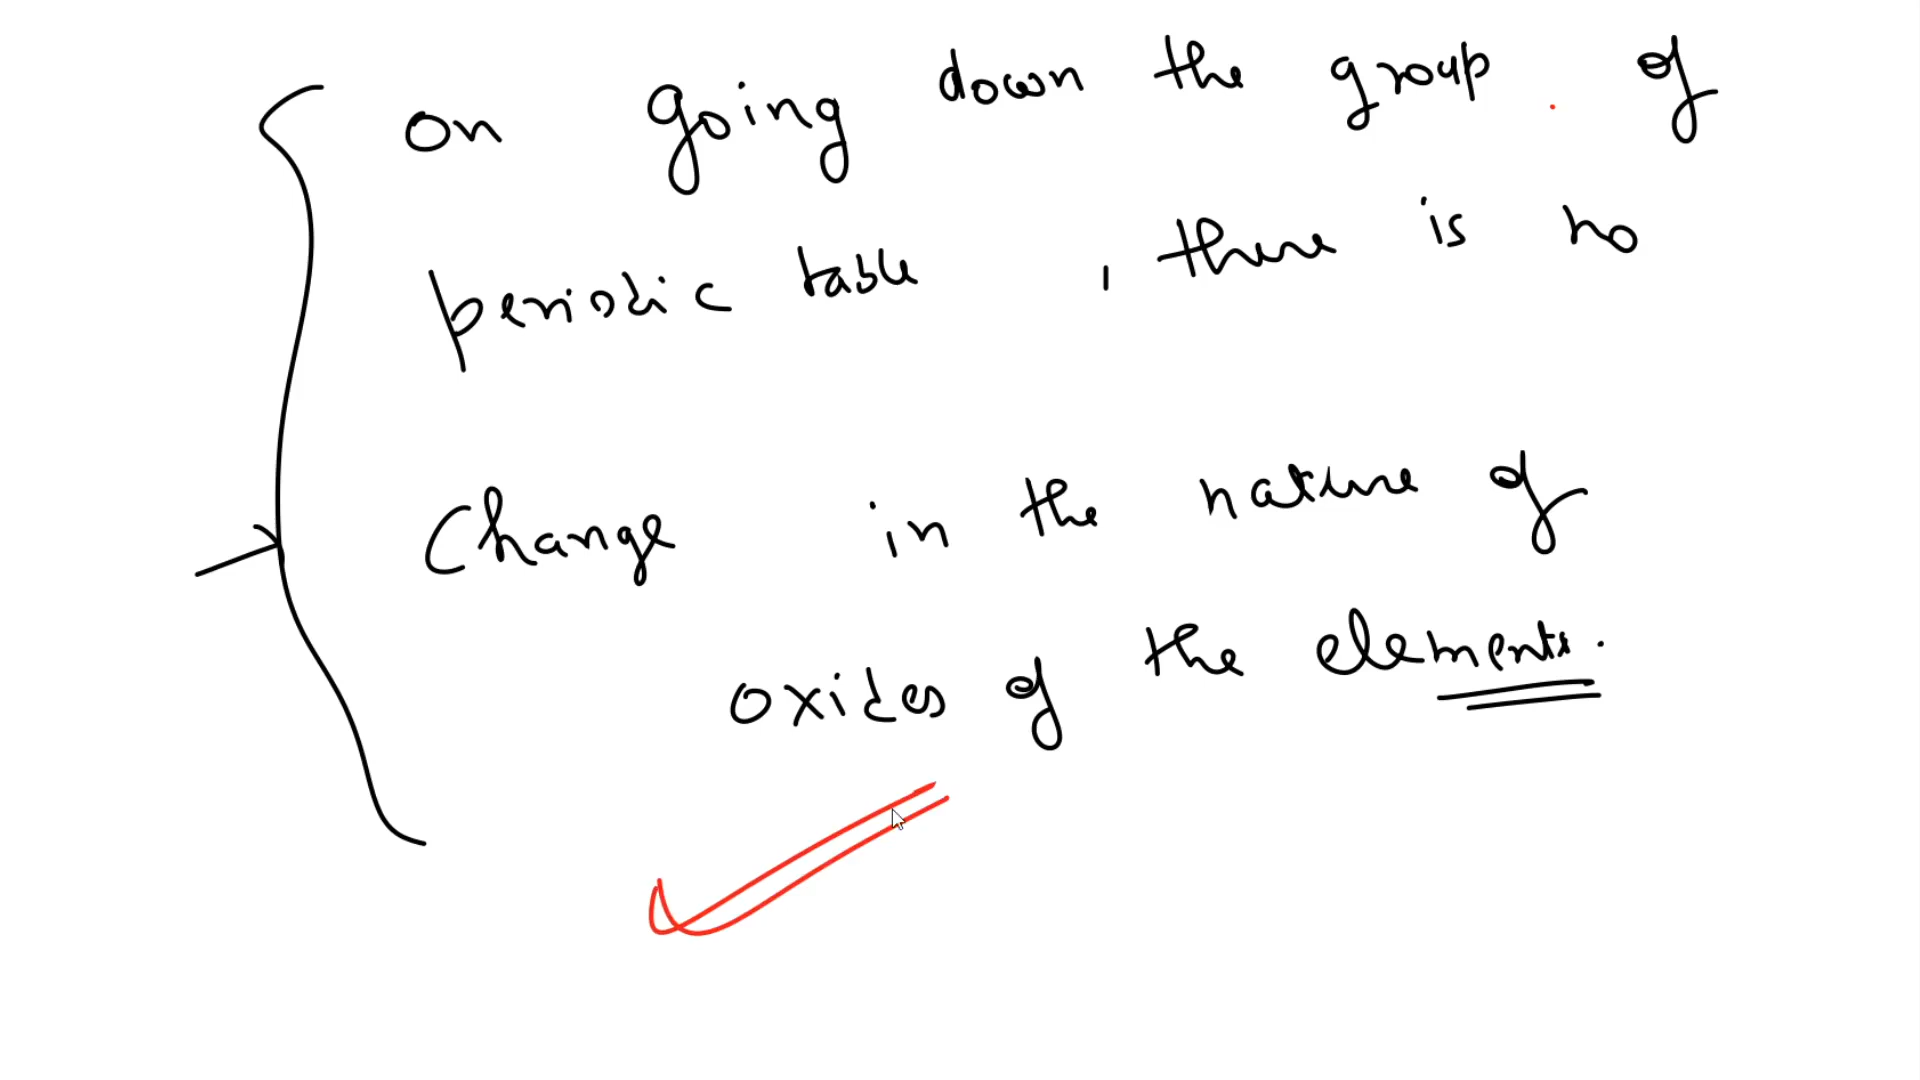 on going down the group of
periodic table , there is no
Change in the nature of
oxides of the elements.